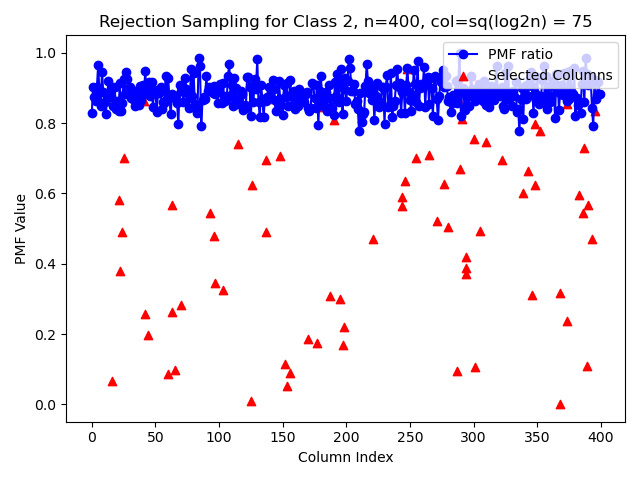 Rejection Sampling for Class 2, n=400, col=sq(log2n) = 75
PMF ratio
Selected Columns
PMF Value
1.0
0.8
0.6
0.4
0.2
0.0
0 50 100 150 200 250 300 350 400
Column Index